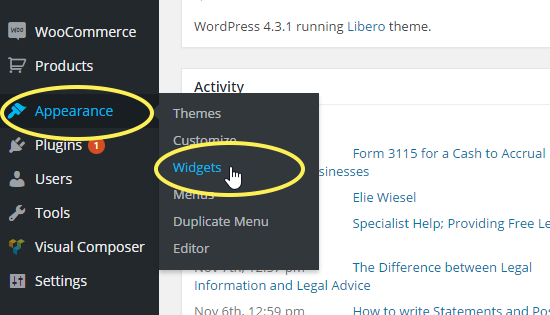 WooCommerce
Products
Appearance
Plugins 1
Users
Tools
Visual Composer
Settings
Themes
Customize
Widgets
Menus
Duplicate Menu
Editor
WordPress 4.3.1 running Libero theme.
Activity
Form 3115 for a Cash to Accrual
sinesses
Elie Wiesel
Specialist Help; Providing Free Le
Nov 7th, 12:57 pm The Difference between Legal
Information and Legal Advice
Nov 6th, 12:59 pm How to write Statements and Pos